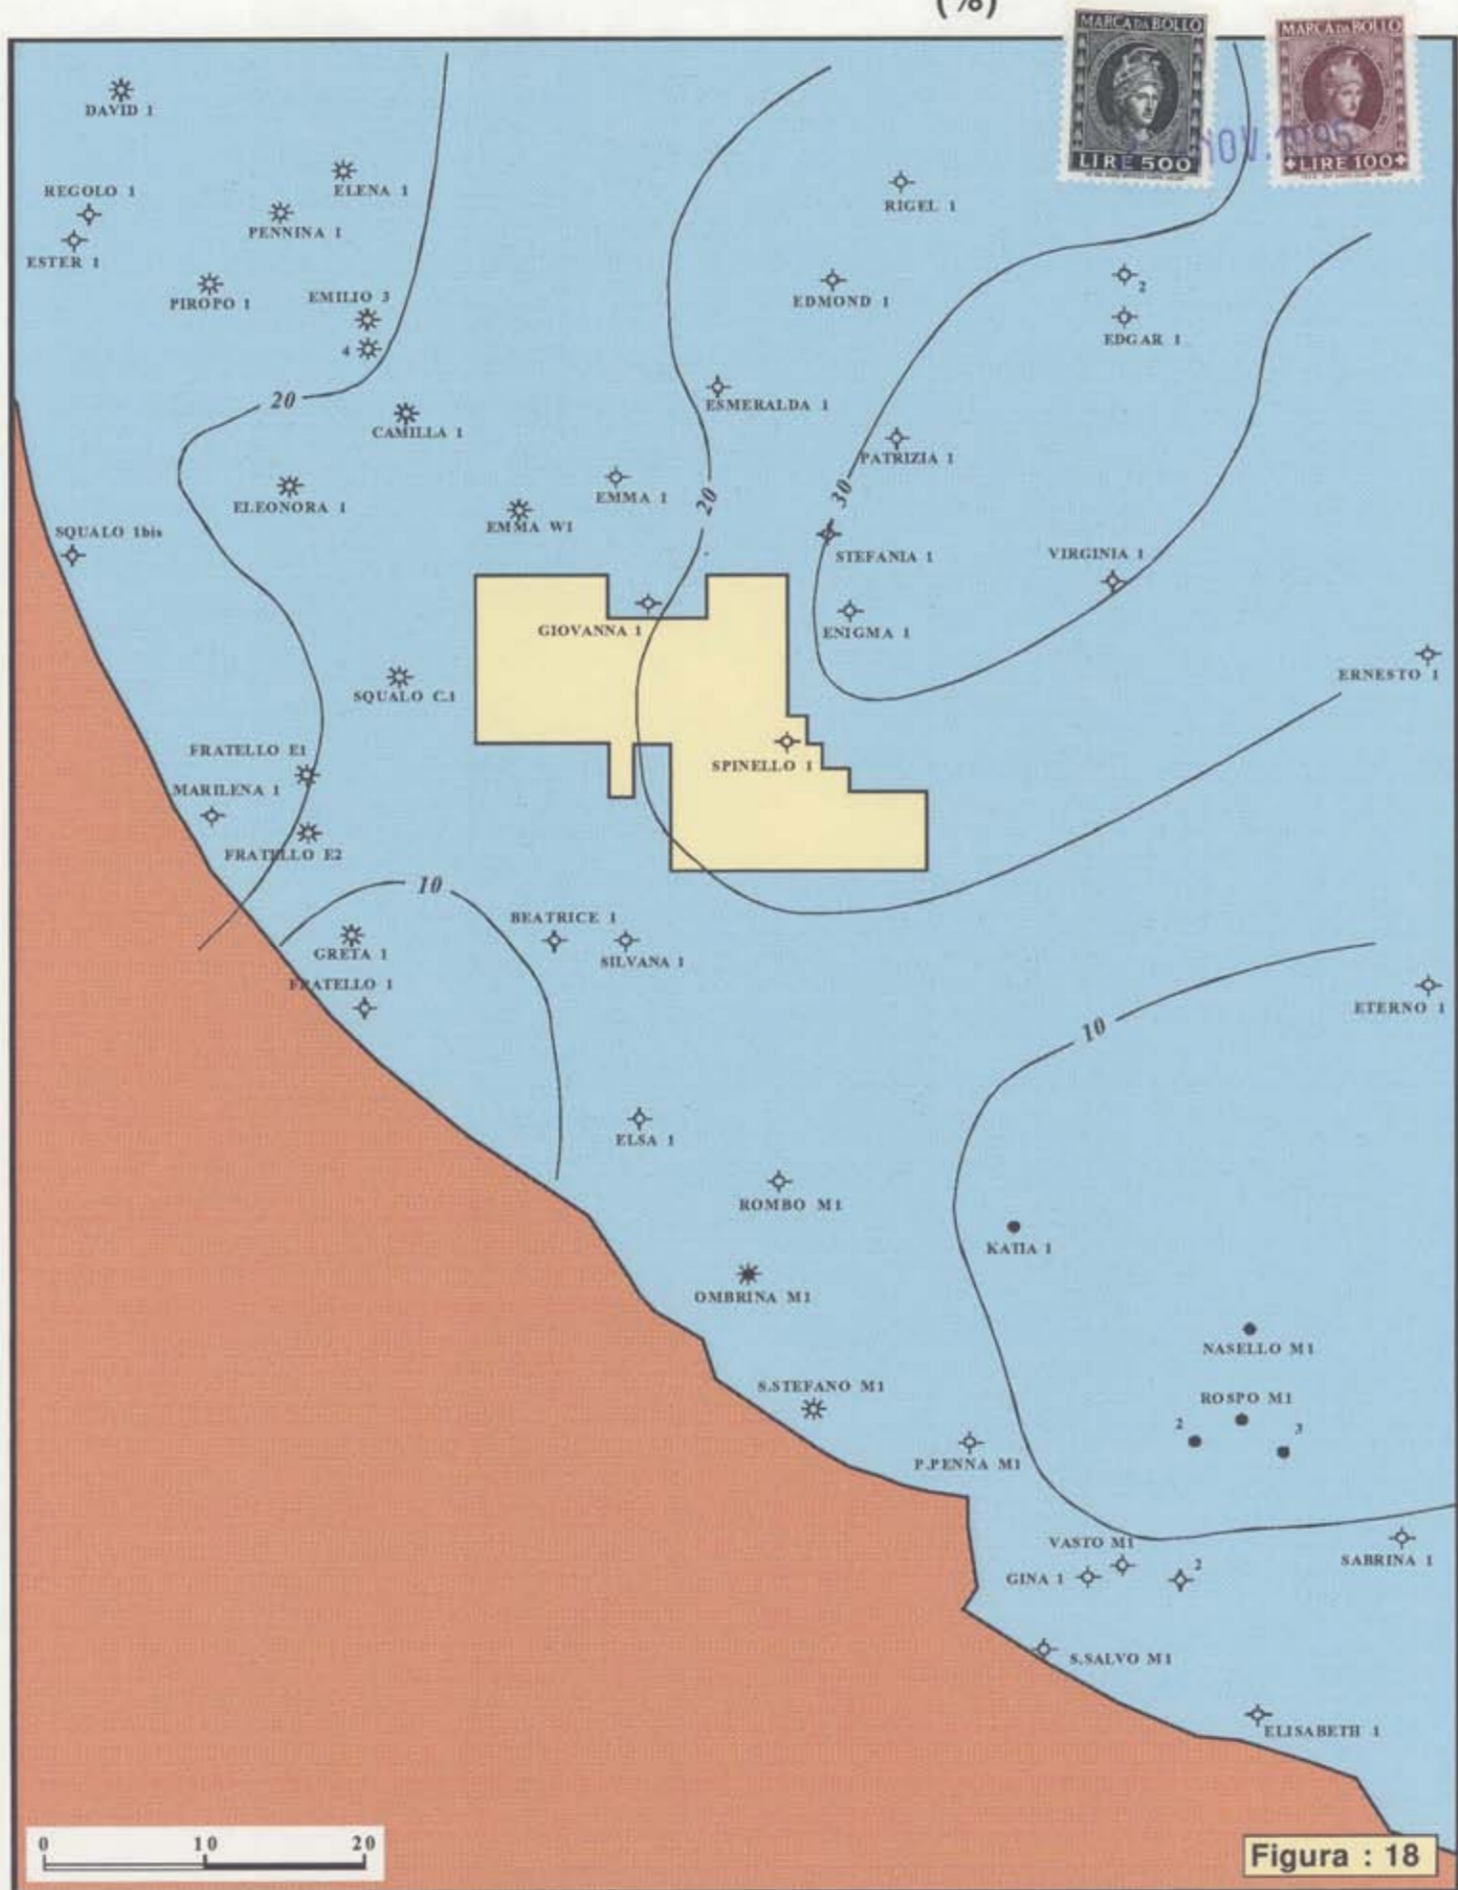 (%)
MARCA DA BOLLO
MARCA DA BOLLO
LIRE 500
NOV. 1995
LIRE 100
DAVID 1
ELENA 1
REGOLO 1
PENNINA 1
RIGEL 1
ESTER 1
PIROPO 1
EMILIO 3
EDMOND 1
2
4
EDGAR 1
20
ESMERALDA 1
CAMILLA 1
PATRIZIA 1
ELEONORA 1
EMMA 1
20
30
EMMA W1
SQUALO 1bis
STEFANIA 1
VIRGINIA 1
GIOVANNA 1
ENIGMA 1
ERNESTO 1
SQUALO C.1
FRATELLO E1
SPINELLO 1
MARILENA 1
FRATELLO E2
10
BEATRICE 1
GRETA 1
SILVANA 1
FRATELLO 1
ETERNO 1
10
ELSA 1
ROMBO M1
KATIA 1
OMBRINA M1
NASELLO M1
S.STEFANO M1
ROSPO M1
2
3
P.PENNA M1
VASTO M1
SABRINA 1
GINA 1
2
S.SALVO M1
ELISABETH 1
0 10 20
Figura : 18